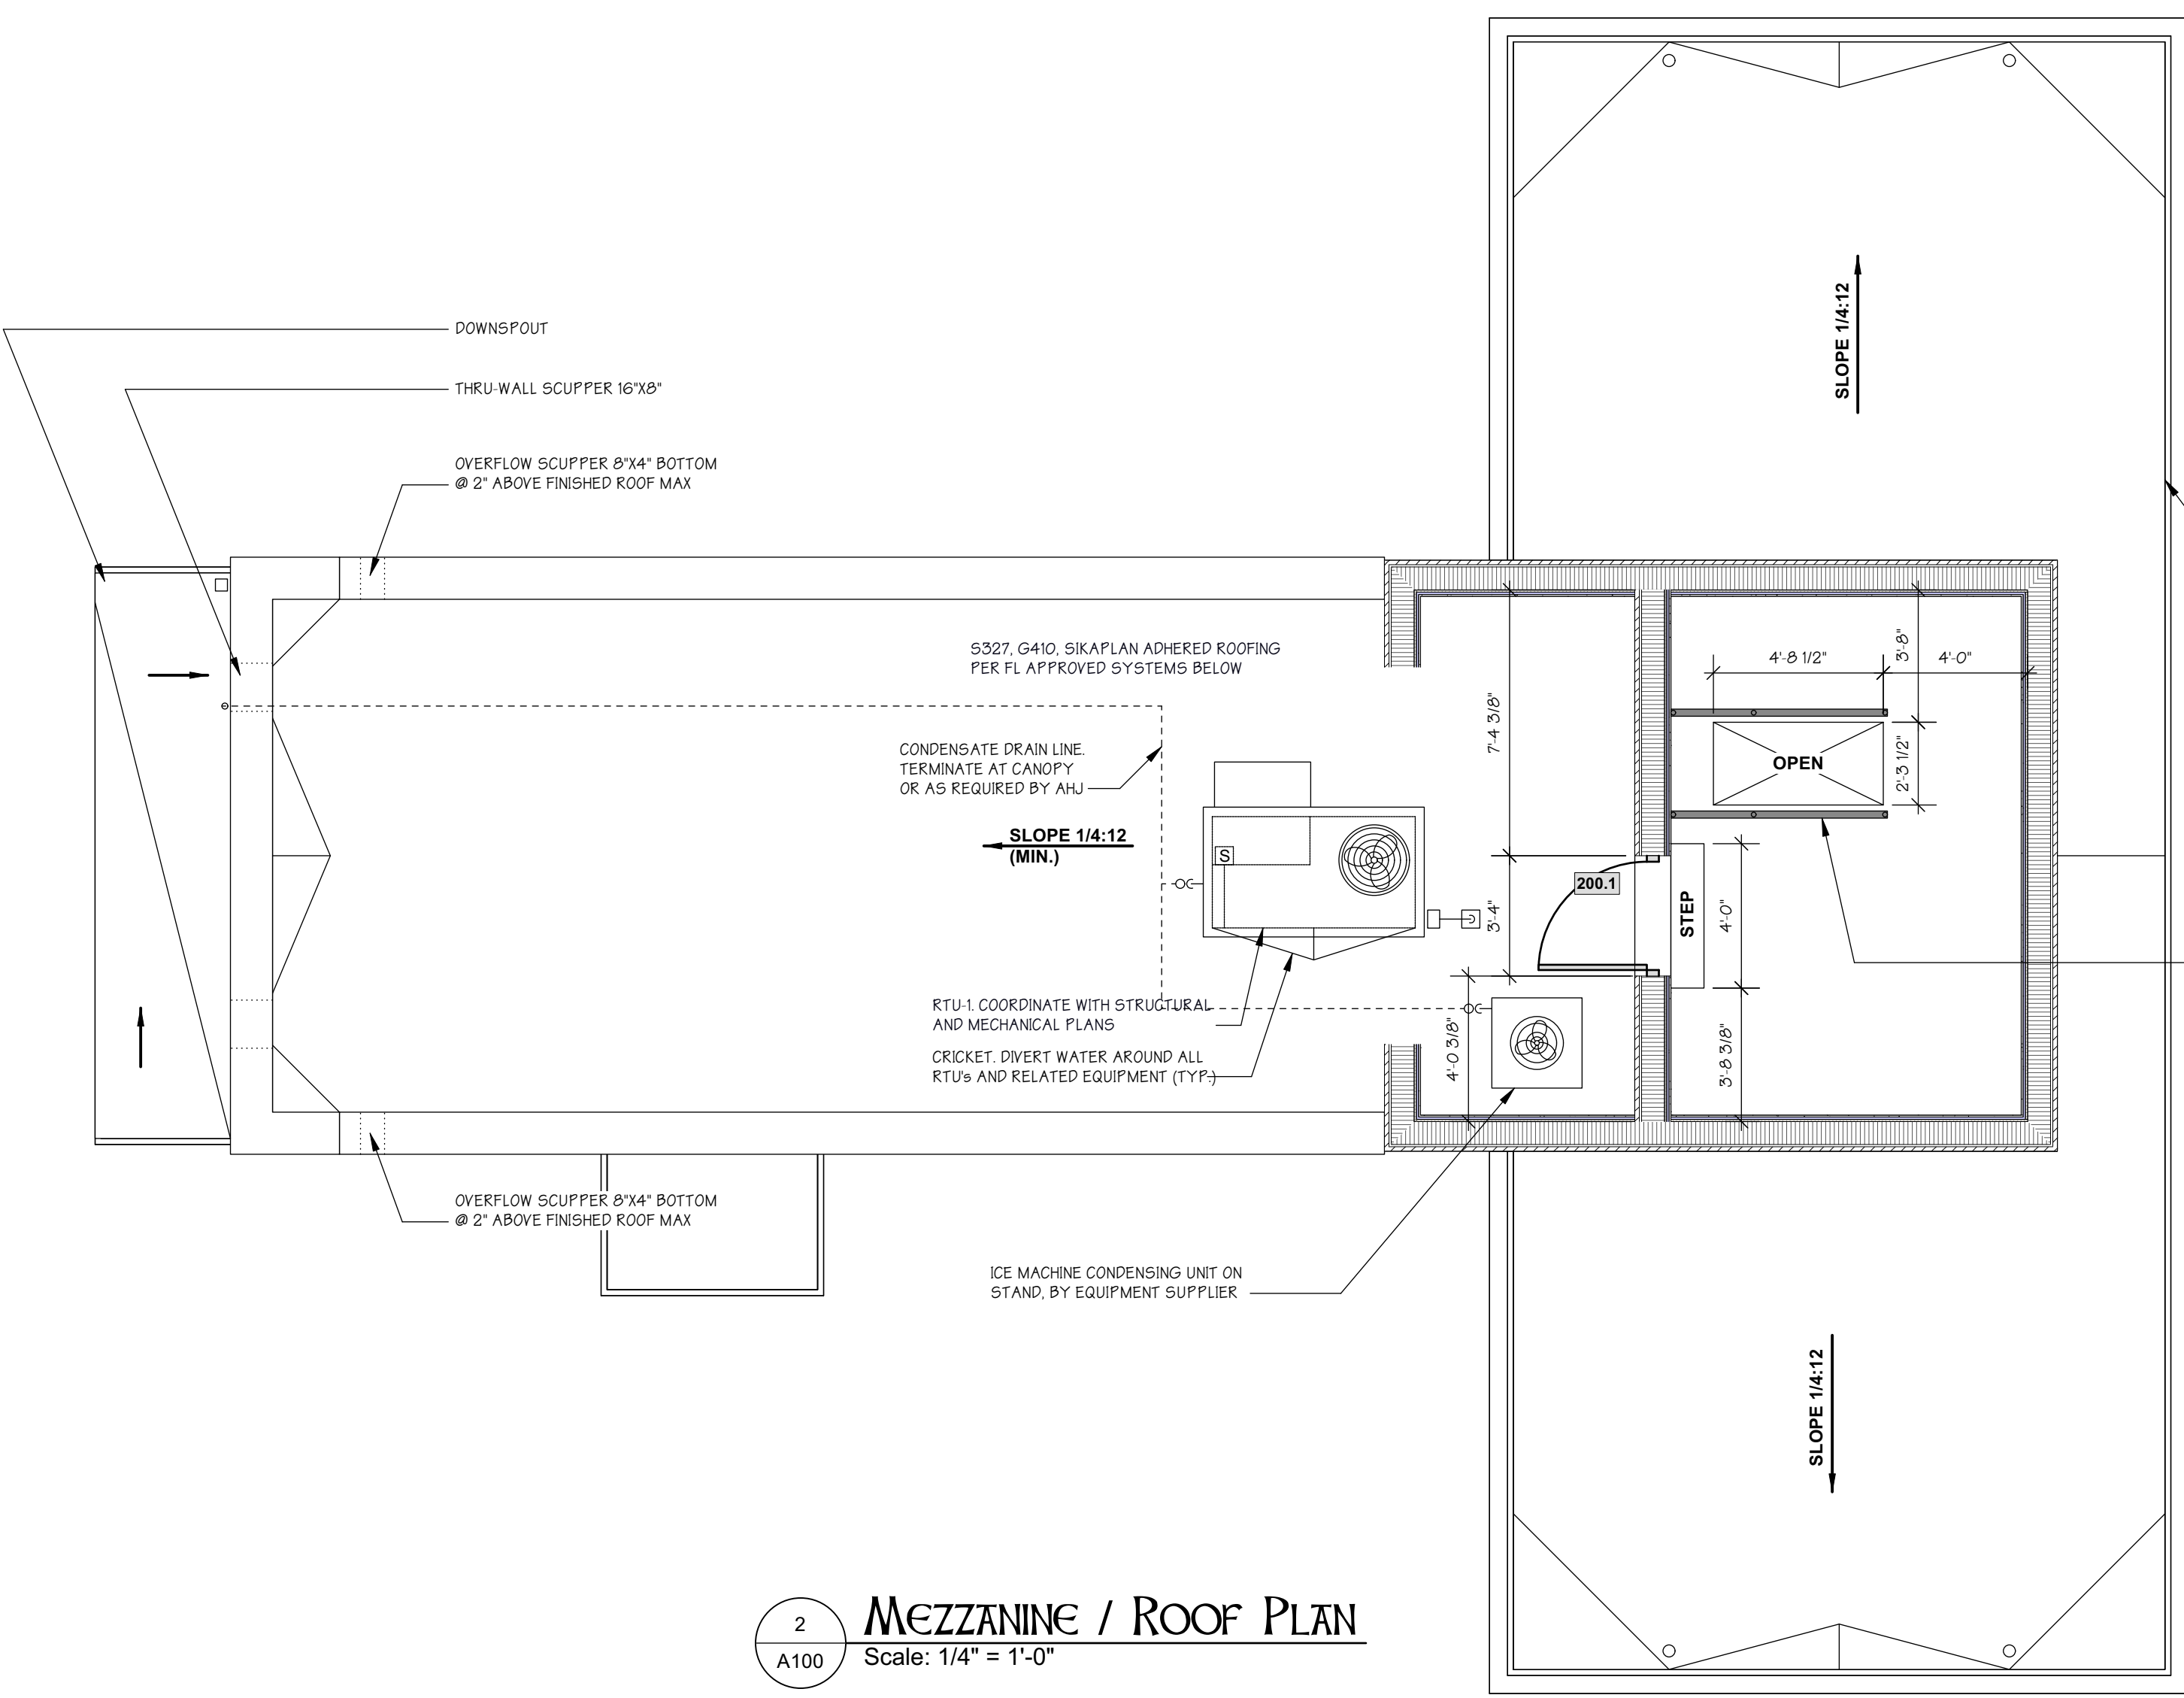 DOWNSPOUT
THRU-WALL SCUPPER 16"X8"
OVERFLOW SCUPPER 8"X4" BOTTOM
@ 2" ABOVE FINISHED ROOF MAX
S327, G410, SIKAPLAN ADHERED ROOFING
PER FL APPROVED SYSTEMS BELOW
CONDENSATE DRAIN LINE.
TERMINATE AT CANOPY
OR AS REQUIRED BY AHJ
SLOPE 1/4:12
(MIN.)
S
RTU-1. COORDINATE WITH STRUCTURAL
AND MECHANICAL PLANS
CRICKET. DIVERT WATER AROUND ALL
RTU's AND RELATED EQUIPMENT (TYP.)
OVERFLOW SCUPPER 8"X4" BOTTOM
@ 2" ABOVE FINISHED ROOF MAX
ICE MACHINE CONDENSING UNIT ON
STAND, BY EQUIPMENT SUPPLIER
SLOPE 1/4:12
7'-4 3/8"
3'-4"
4'-0 3/8"
200.1
STEP
4'-0"
3'-8 3/8"
4'-8 1/2"
3'-8"
4'-0"
OPEN
2'-3 1/2"
SLOPE 1/4:12
2
A100
MEZZANINE / ROOF PLAN
Scale: 1/4" = 1'-0"